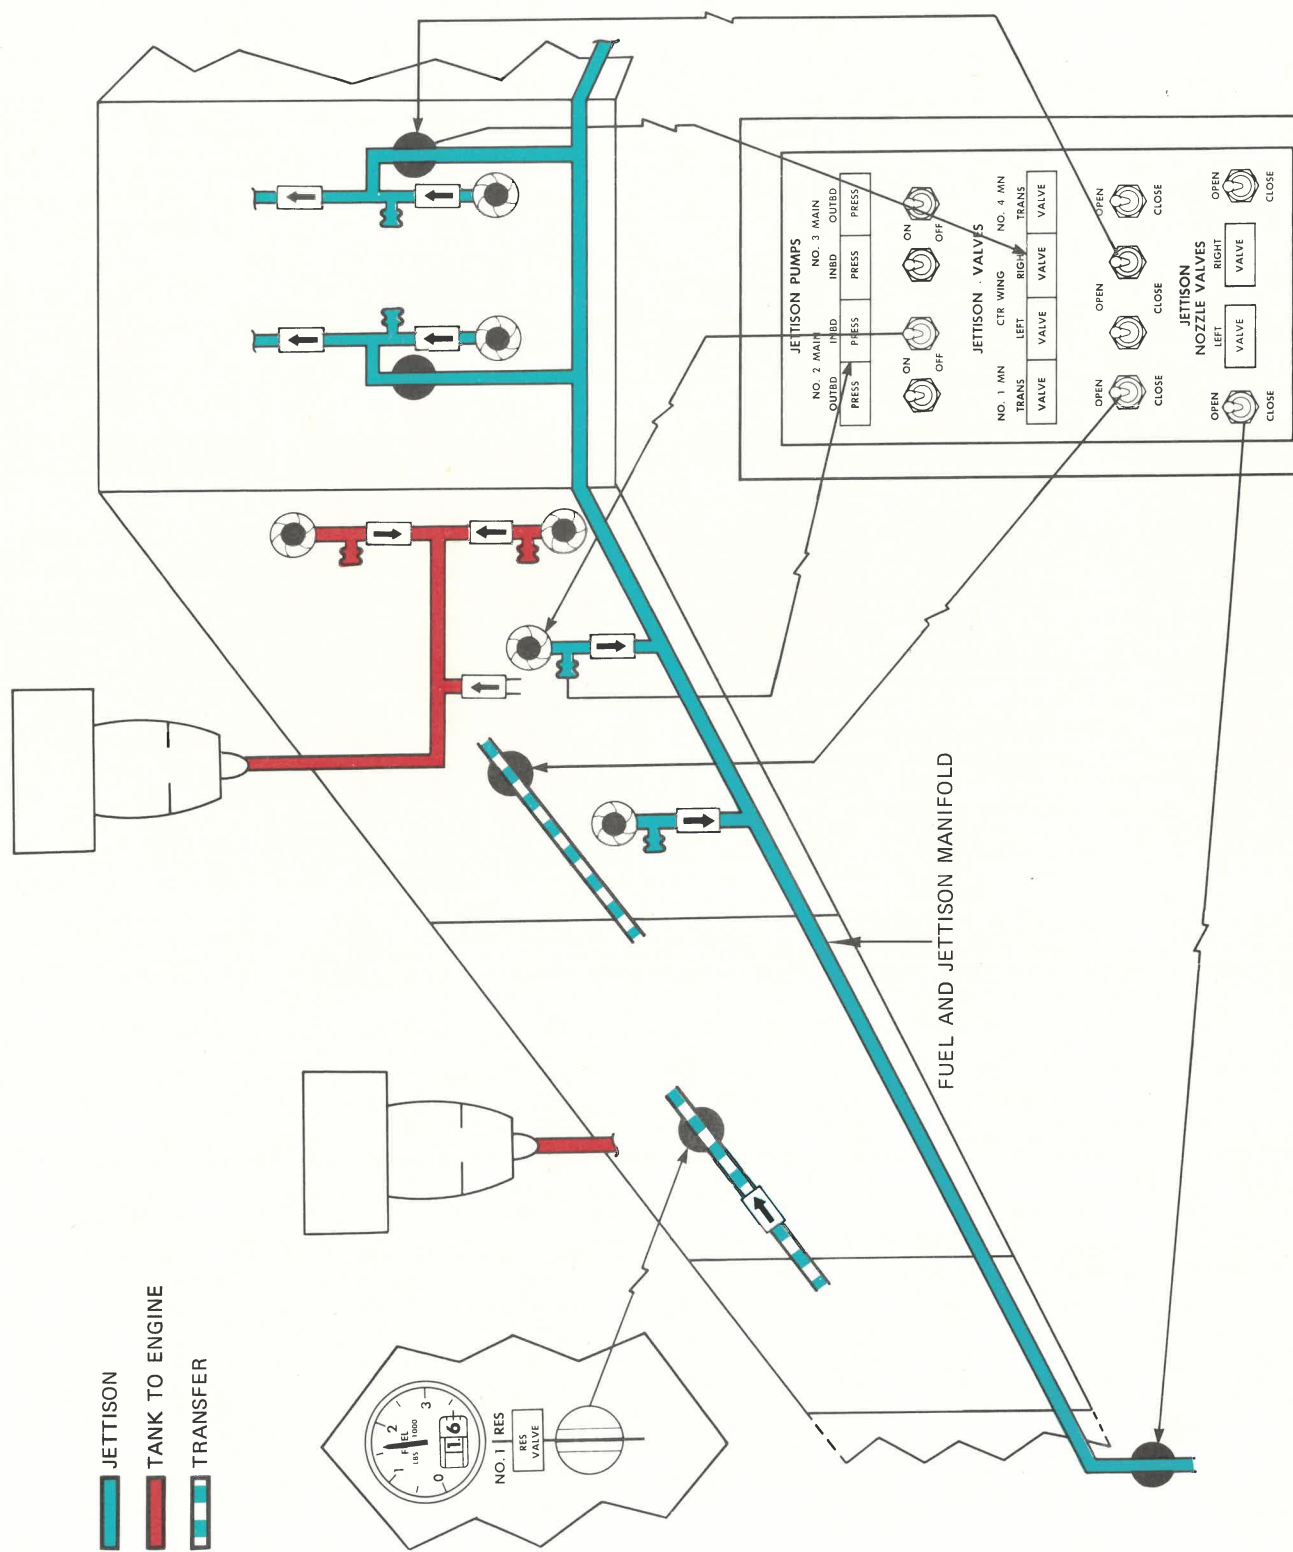 JETTISON
TANK TO ENGINE
TRANSFER
0 1 2 3
FUEL
LBS 1000
1.6
NO. 1 RES
RES
VALVE
FUEL AND JETTISON MANIFOLD
JETTISON PUMPS
NO. 2 MAIN NO. 3 MAIN
OUTBD INBD INBD OUTBD
PRESS PRESS PRESS PRESS
ON ON
OFF OFF
JETTISON VALVES
NO. 1 MN CTR WING NO. 4 MN
TRANS LEFT RIGH TRANS
VALVE VALVE VALVE VALVE
OPEN OPEN OPEN
CLOSE CLOSE CLOSE
JETTISON
NOZZLE VALVES
LEFT RIGHT
OPEN VALVE VALVE OPEN
CLOSE CLOSE